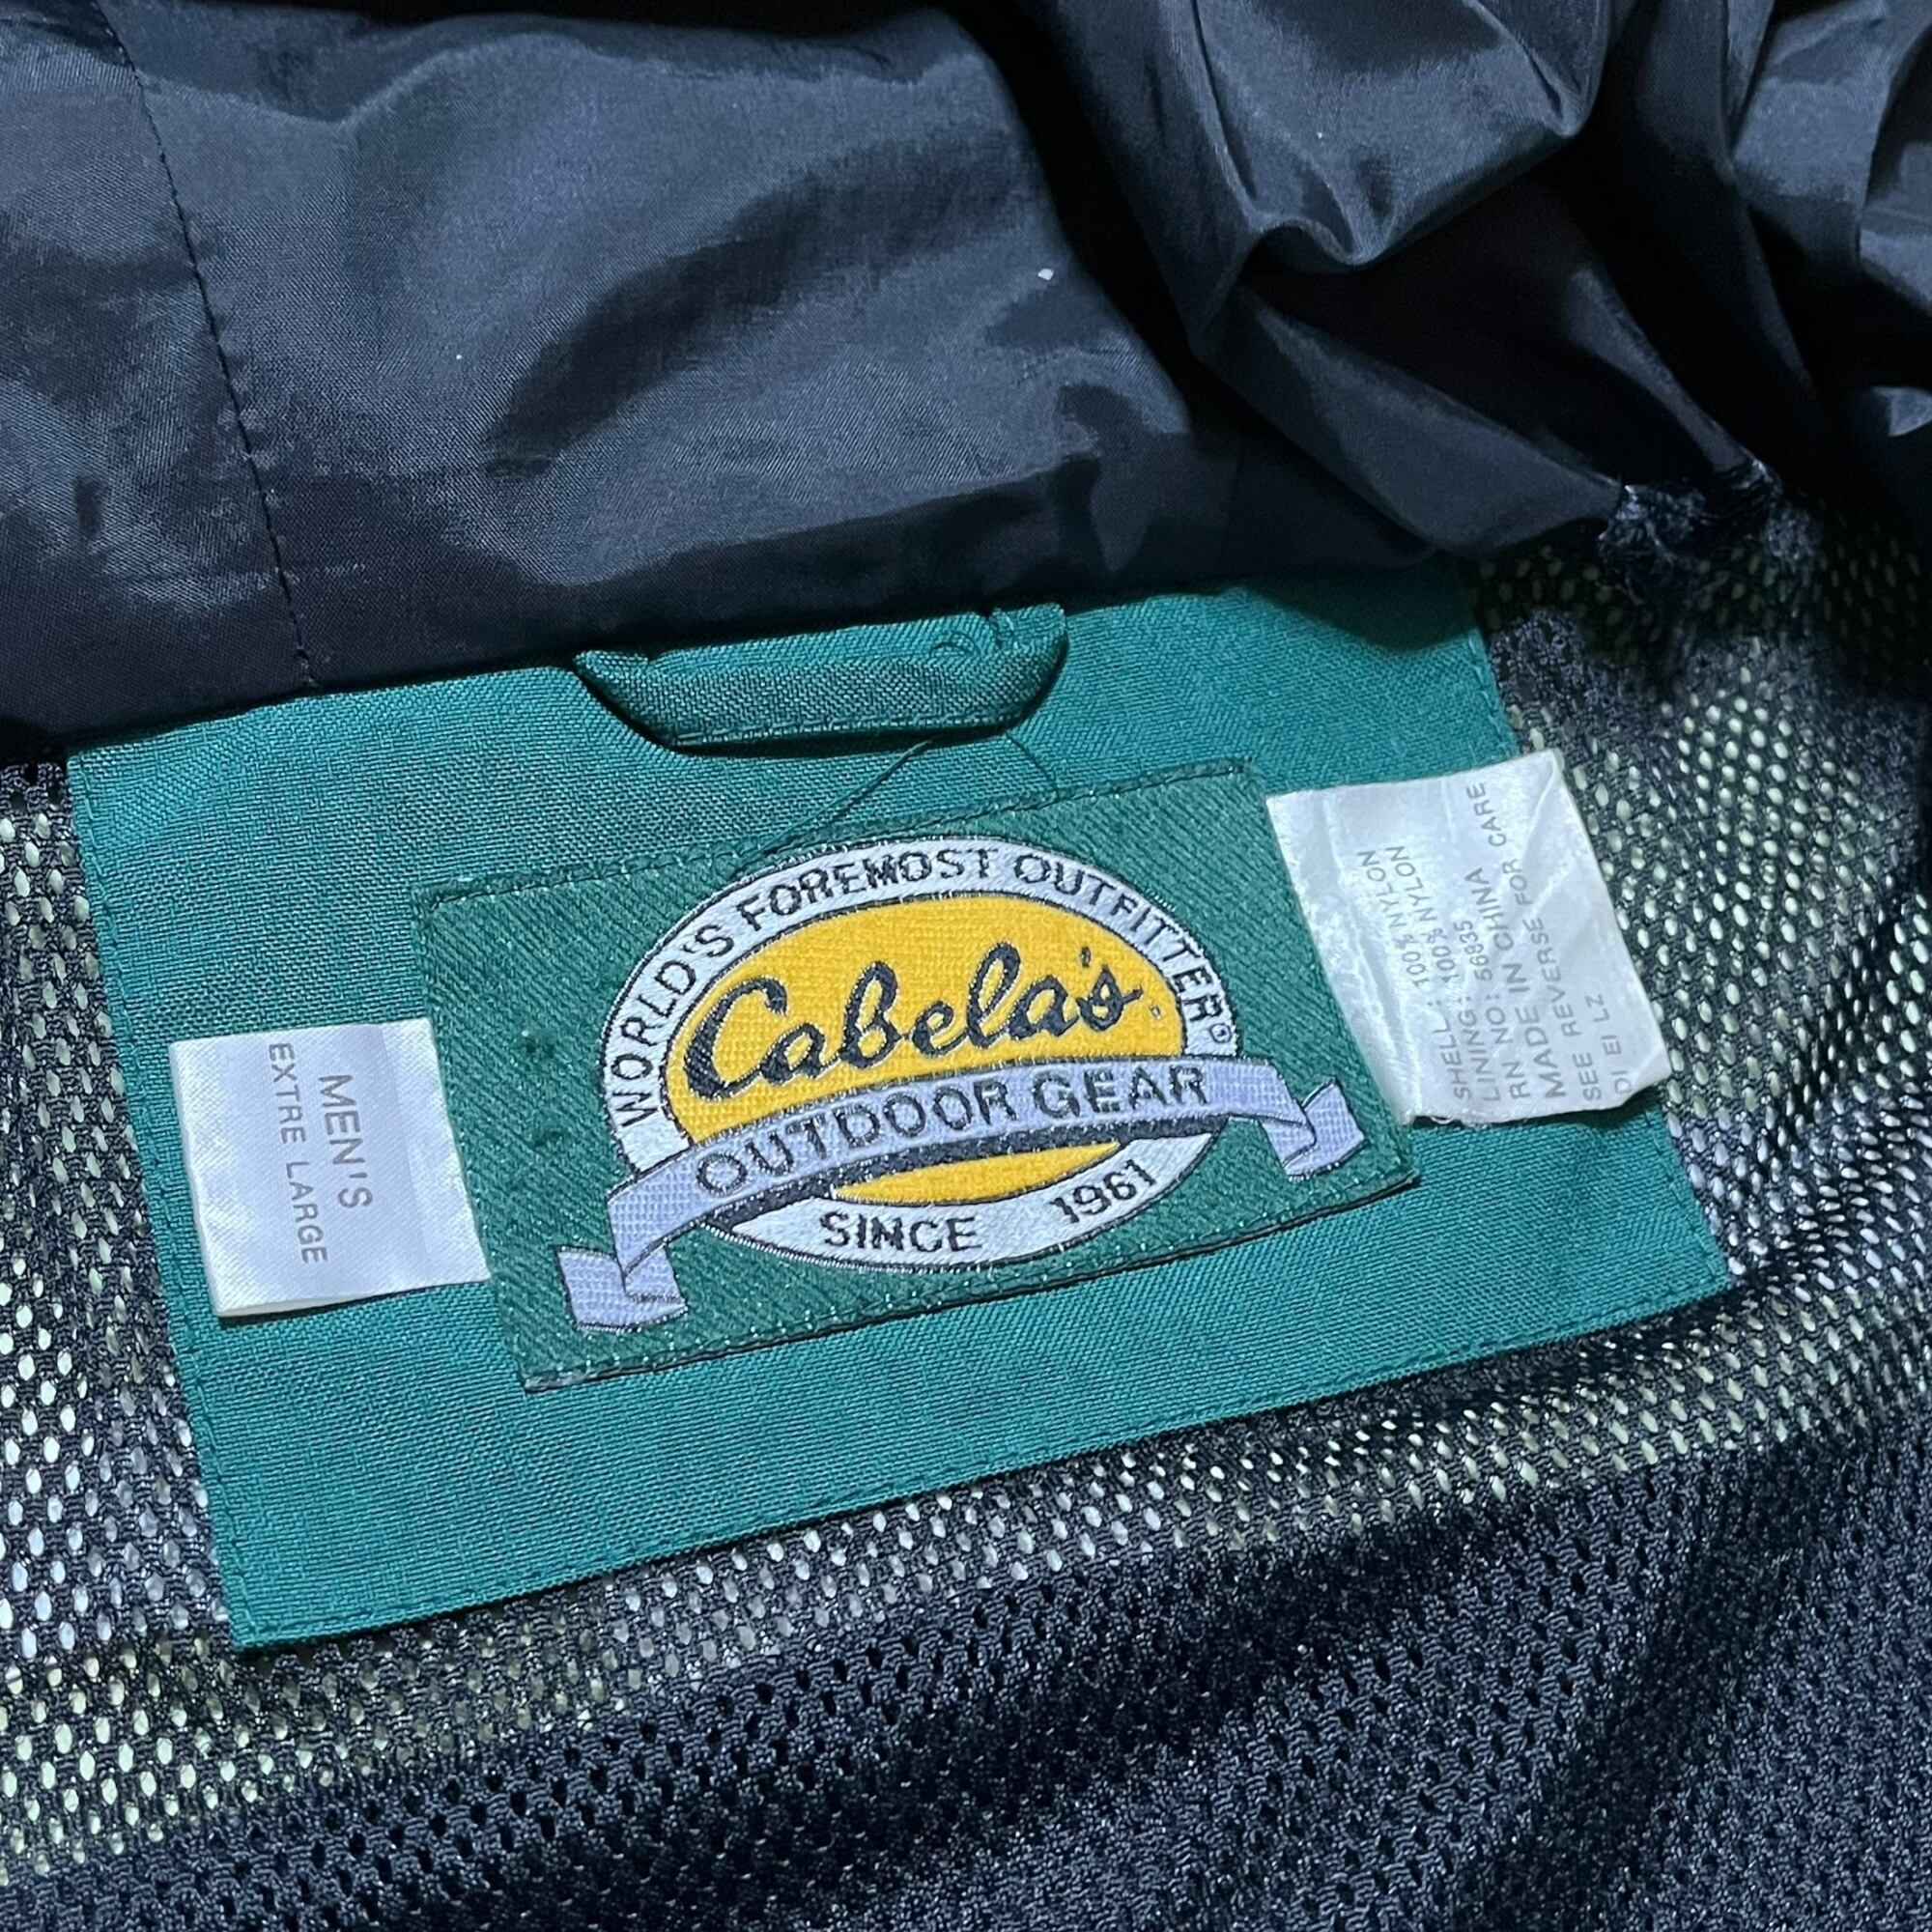 WORLD'S FOREMOST OUTFITTER®
Cabela's
OUTDOOR GEAR
SINCE 1961
MEN'S
EXTRE LARGE
SHELL: 100% NYLON
LINING: 100% NYLON
RN NO: 56835
MADE IN CHINA
SEE REVERSE FOR CARE